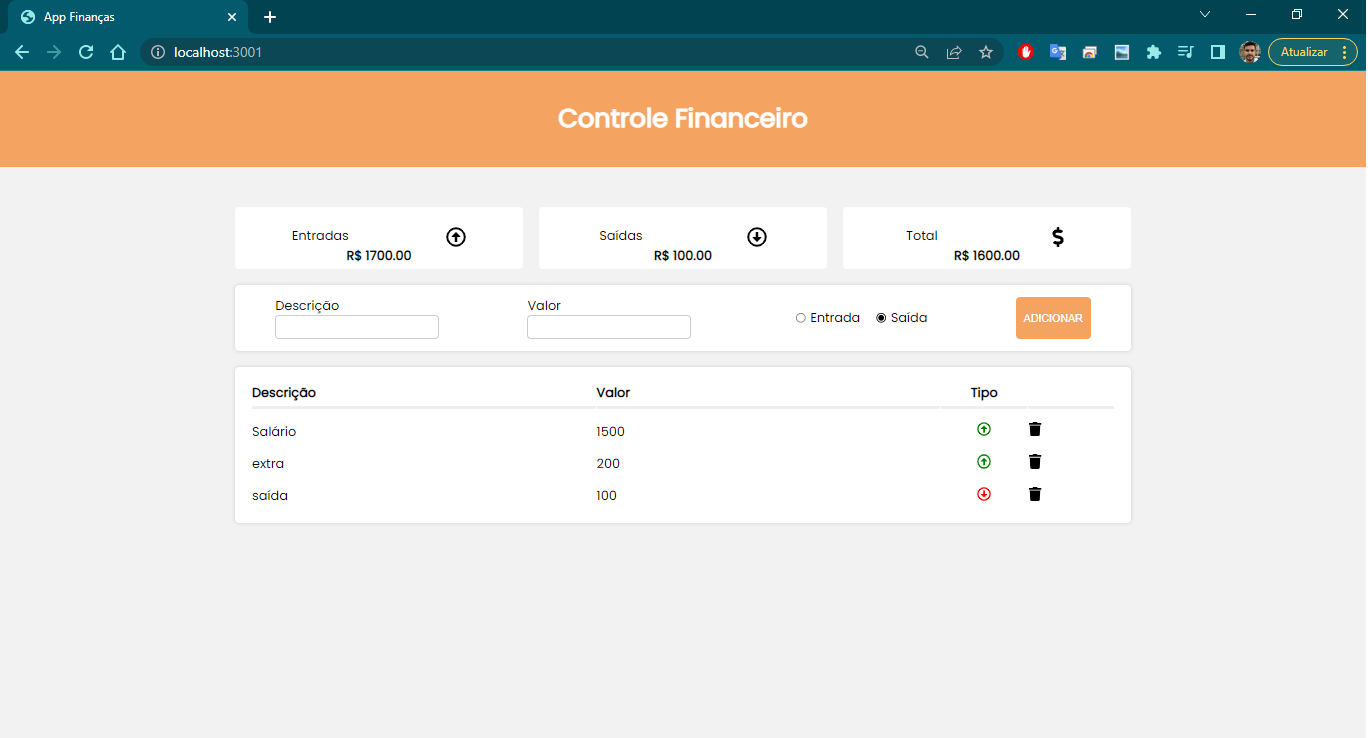 App Finanças
localhost:3001
Atualizar
Controle Financeiro
Entradas
R$ 1700.00
Saídas
R$ 100.00
Total
R$ 1600.00
Descrição
Valor
Entrada Saída
ADICIONAR
Descrição Valor Tipo
Salário 1500
extra 200
saída 100